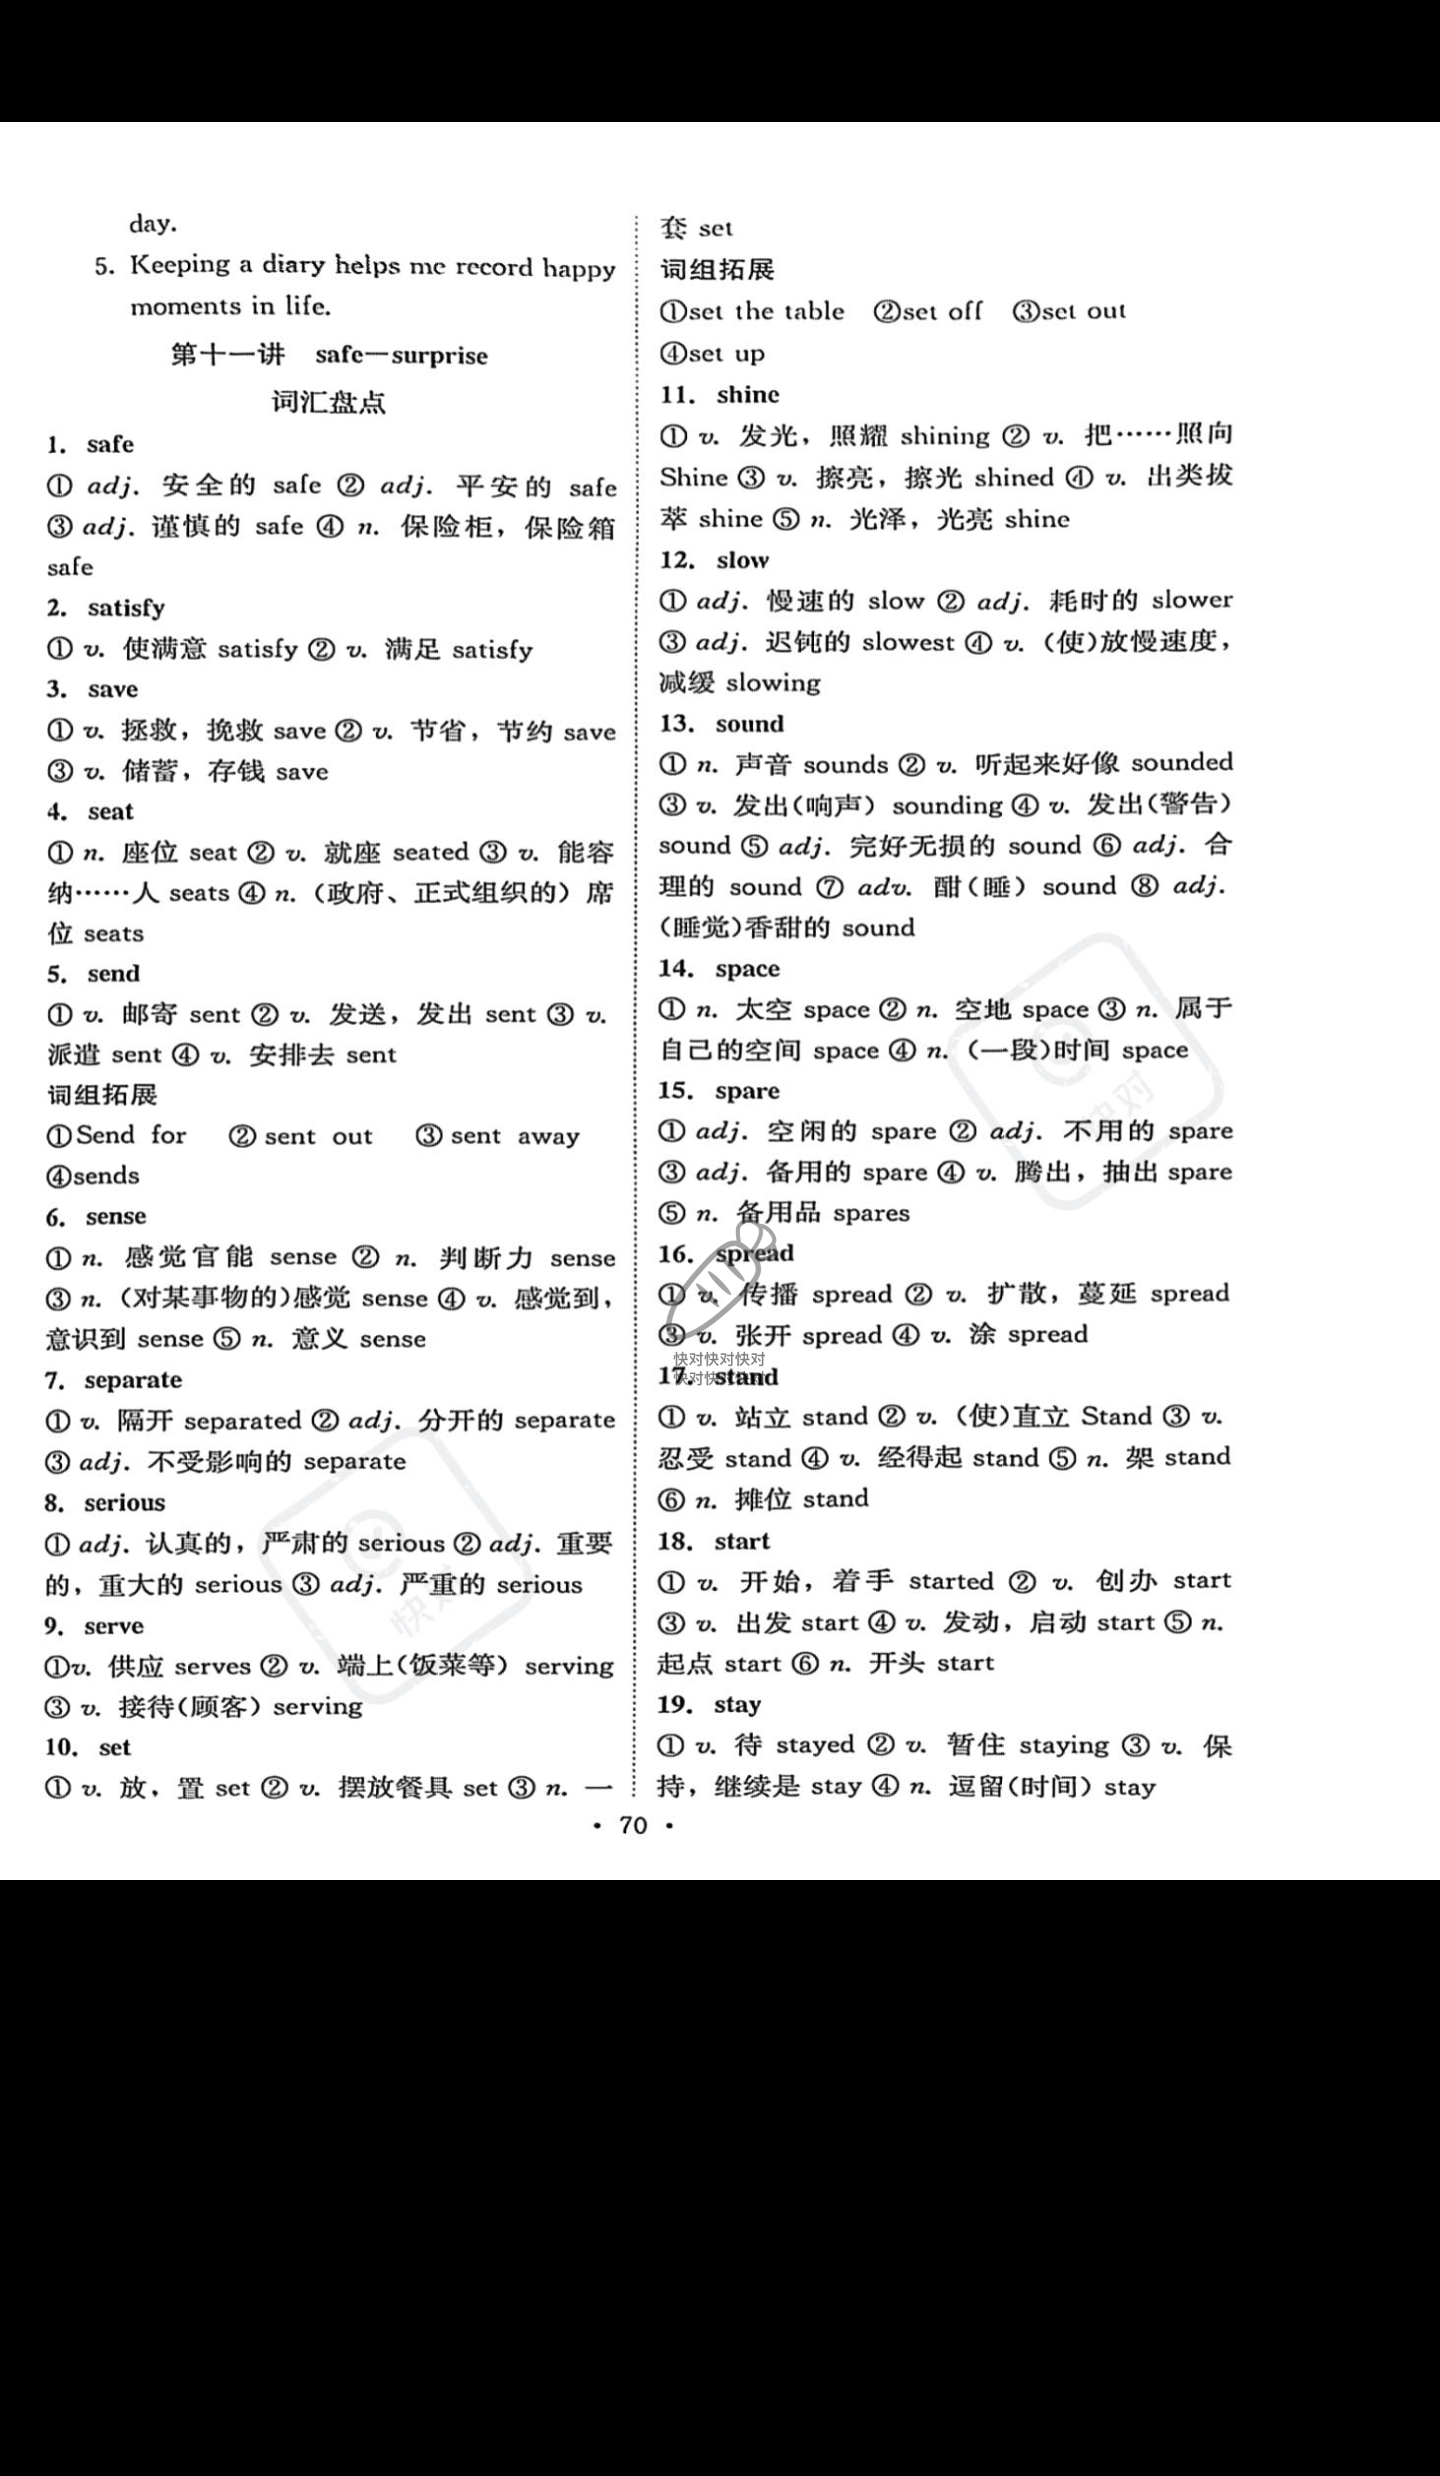 day.
5. Keeping a diary helps me record happy
moments in life.
第十一讲 safe—surprise
词汇盘点
1. safe
① adj. 安全的 safe ② adj. 平安的 safe
③ adj. 谨慎的 safe ④ n. 保险柜，保险箱
safe
2. satisfy
① v. 使满意 satisfy ② v. 满足 satisfy
3. save
① v. 拯救，挽救 save ② v. 节省，节约 save
③ v. 储蓄，存钱 save
4. seat
① n. 座位 seat ② v. 就座 seated ③ v. 能容
纳……人 seats ④ n.（政府、正式组织的）席
位 seats
5. send
① v. 邮寄 sent ② v. 发送，发出 sent ③ v.
派遣 sent ④ v. 安排去 sent
词组拓展
①Send for ② sent out ③ sent away
④sends
6. sense
① n. 感觉官能 sense ② n. 判断力 sense
③ n.（对某事物的）感觉 sense ④ v. 感觉到，
意识到 sense ⑤ n. 意义 sense
7. separate
① v. 隔开 separated ② adj. 分开的 separate
③ adj. 不受影响的 separate
8. serious
① adj. 认真的，严肃的 serious ② adj. 重要
的，重大的 serious ③ adj. 严重的 serious
9. serve
①v. 供应 serves ② v. 端上（饭菜等）serving
③ v. 接待（顾客）serving
10. set
① v. 放，置 set ② v. 摆放餐具 set ③ n. 一
套 set
词组拓展
①set the table ②set off ③set out
④set up
11. shine
① v. 发光，照耀 shining ② v. 把……照向
Shine ③ v. 擦亮，擦光 shined ④ v. 出类拔
萃 shine ⑤ n. 光泽，光亮 shine
12. slow
① adj. 慢速的 slow ② adj. 耗时的 slower
③ adj. 迟钝的 slowest ④ v.（使）放慢速度，
减缓 slowing
13. sound
① n. 声音 sounds ② v. 听起来好像 sounded
③ v. 发出（响声）sounding ④ v. 发出（警告）
sound ⑤ adj. 完好无损的 sound ⑥ adj. 合
理的 sound ⑦ adv. 酣（睡）sound ⑧ adj.
（睡觉）香甜的 sound
14. space
① n. 太空 space ② n. 空地 space ③ n. 属于
自己的空间 space ④ n.（一段）时间 space
15. spare
① adj. 空闲的 spare ② adj. 不用的 spare
③ adj. 备用的 spare ④ v. 腾出，抽出 spare
⑤ n. 备用品 spares
16. spread
① v. 传播 spread ② v. 扩散，蔓延 spread
③ v. 张开 spread ④ v. 涂 spread
快对快对快对
17. stand
① v. 站立 stand ② v.（使）直立 Stand ③ v.
忍受 stand ④ v. 经得起 stand ⑤ n. 架 stand
⑥ n. 摊位 stand
18. start
① v. 开始，着手 started ② v. 创办 start
③ v. 出发 start ④ v. 发动，启动 start ⑤ n.
起点 start ⑥ n. 开头 start
19. stay
① v. 待 stayed ② v. 暂住 staying ③ v. 保
持，继续是 stay ④ n. 逗留（时间）stay
• 70 •
快对
快对